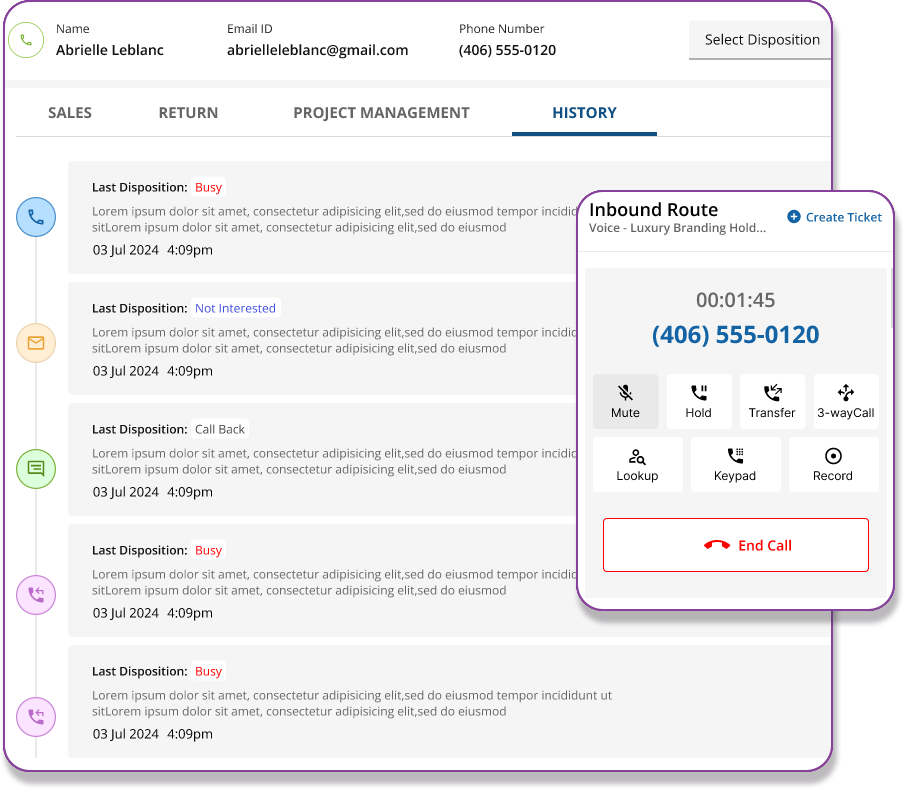 Name
Email ID
Phone Number
Abrielle Leblanc
abrielleleblanc@gmail.com
(406) 555-0120
Select Disposition
SALES
RETURN
PROJECT MANAGEMENT
HISTORY
Last Disposition: Busy
Lorem ipsum dolor sit amet, consectetur adipisicing elit,sed do eiusmod tempor incidid
sitLorem ipsum dolor sit amet, consectetur adipisicing elit,sed do eiusmod
03 Jul 2024 4:09pm
Last Disposition: Not Interested
Lorem ipsum dolor sit amet, consectetur adipisicing elit,sed do eiusmod tempor incidid
sitLorem ipsum dolor sit amet, consectetur adipisicing elit,sed do eiusmod
03 Jul 2024 4:09pm
Last Disposition: Call Back
Lorem ipsum dolor sit amet, consectetur adipisicing elit,sed do eiusmod tempor incidid
sitLorem ipsum dolor sit amet, consectetur adipisicing elit,sed do eiusmod
03 Jul 2024 4:09pm
Last Disposition: Busy
Lorem ipsum dolor sit amet, consectetur adipisicing elit,sed do eiusmod tempor incidid
sitLorem ipsum dolor sit amet, consectetur adipisicing elit,sed do eiusmod
03 Jul 2024 4:09pm
Last Disposition: Busy
Lorem ipsum dolor sit amet, consectetur adipisicing elit,sed do eiusmod tempor incididunt ut
sitLorem ipsum dolor sit amet, consectetur adipisicing elit,sed do eiusmod
03 Jul 2024 4:09pm
Inbound Route
Voice - Luxury Branding Hold...
Create Ticket
00:01:45
(406) 555-0120
Mute
Hold
Transfer
3-wayCall
Lookup
Keypad
Record
End Call